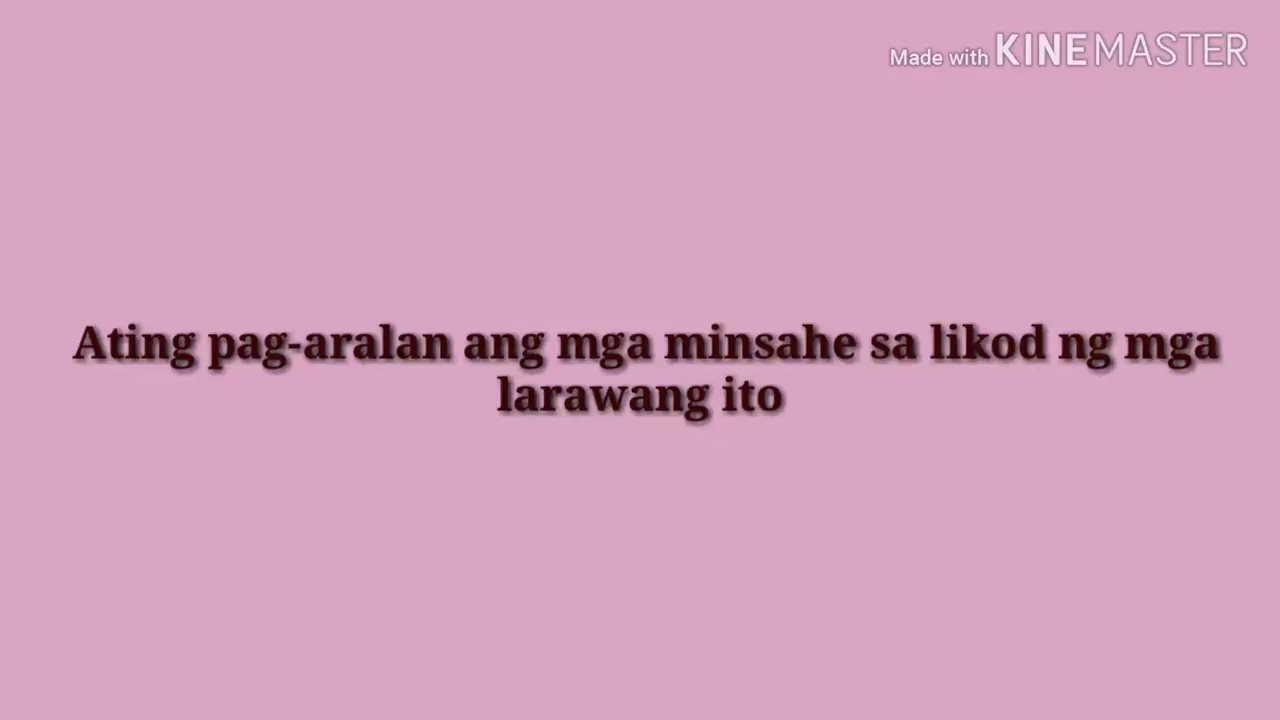 Made with KINEMASTER
Ating pag-aralan ang mga minsahe sa likod ng mga
larawang ito